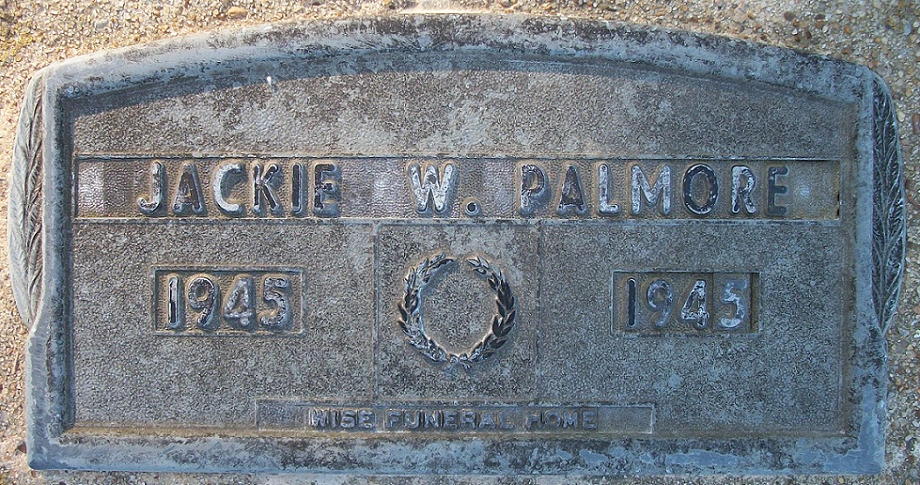 JACKIE W. PALMORE
1945 1945
WISE FUNERAL HOME